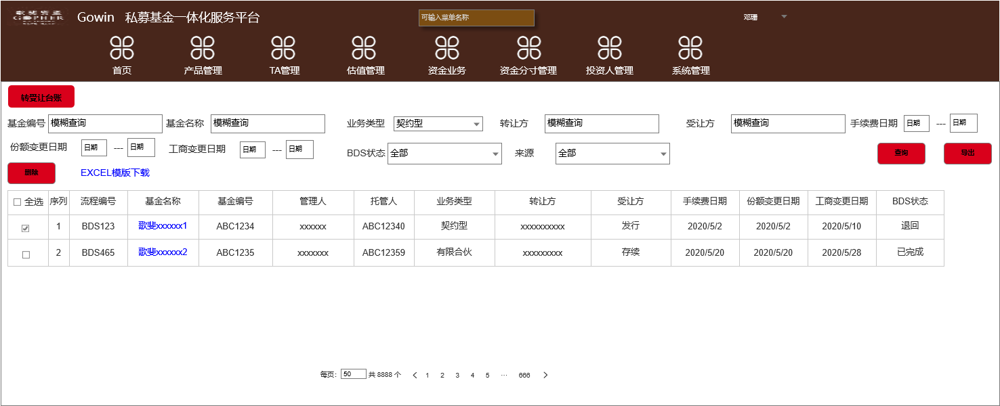 歌斐资产
GOPHER
Gowin 私募基金一体化服务平台
可输入菜单名称
邓珊
首页 产品管理 TA管理 估值管理 资金业务 资金分寸管理 投资人管理 系统管理
转受让台账
基金编号 模糊查询 基金名称 模糊查询 业务类型 契约型 转让方 模糊查询 受让方 模糊查询 手续费日期 日期 --- 日期
份额变更日期 日期 --- 日期 工商变更日期 日期 --- 日期 BDS状态 全部 来源 全部 查询 导出
删除 EXCEL模版下载
全选 序列 流程编号 基金名称 基金编号 管理人 托管人 业务类型 转让方 受让方 手续费日期 份额变更日期 工商变更日期 BDS状态
1 BDS123 歌斐xxxxxx1 ABC1234 xxxxxx ABC12340 契约型 xxxxxxxxxx 发行 2020/5/2 2020/5/2 2020/5/10 退回
2 BDS465 歌斐xxxxxx2 ABC1235 xxxxxxx ABC12359 有限合伙 xxxxxxxxx 存续 2020/5/20 2020/5/20 2020/5/28 已完成
每页: 50 共 8888 个 < 1 2 3 4 5 ··· 666 >